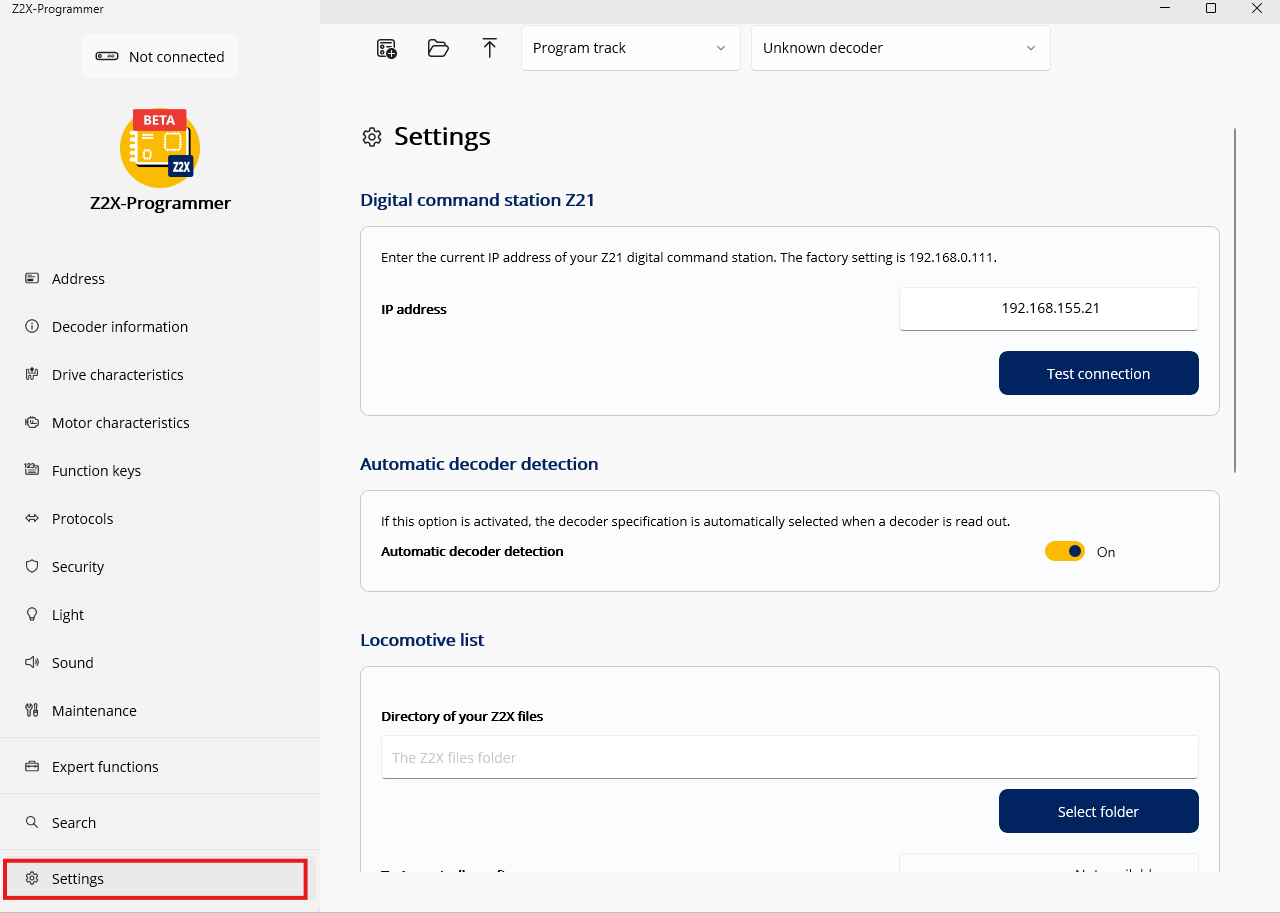 Z2X-Programmer
Not connected
BETA
Z2X
Z2X-Programmer
Address
Decoder information
Drive characteristics
Motor characteristics
Function keys
Protocols
Security
Light
Sound
Maintenance
Expert functions
Search
Settings
Program track
Unknown decoder
Settings
Digital command station Z21
Enter the current IP address of your Z21 digital command station. The factory setting is 192.168.0.111.
IP address
192.168.155.21
Test connection
Automatic decoder detection
If this option is activated, the decoder specification is automatically selected when a decoder is read out.
Automatic decoder detection
On
Locomotive list
Directory of your Z2X files
The Z2X files folder
Select folder